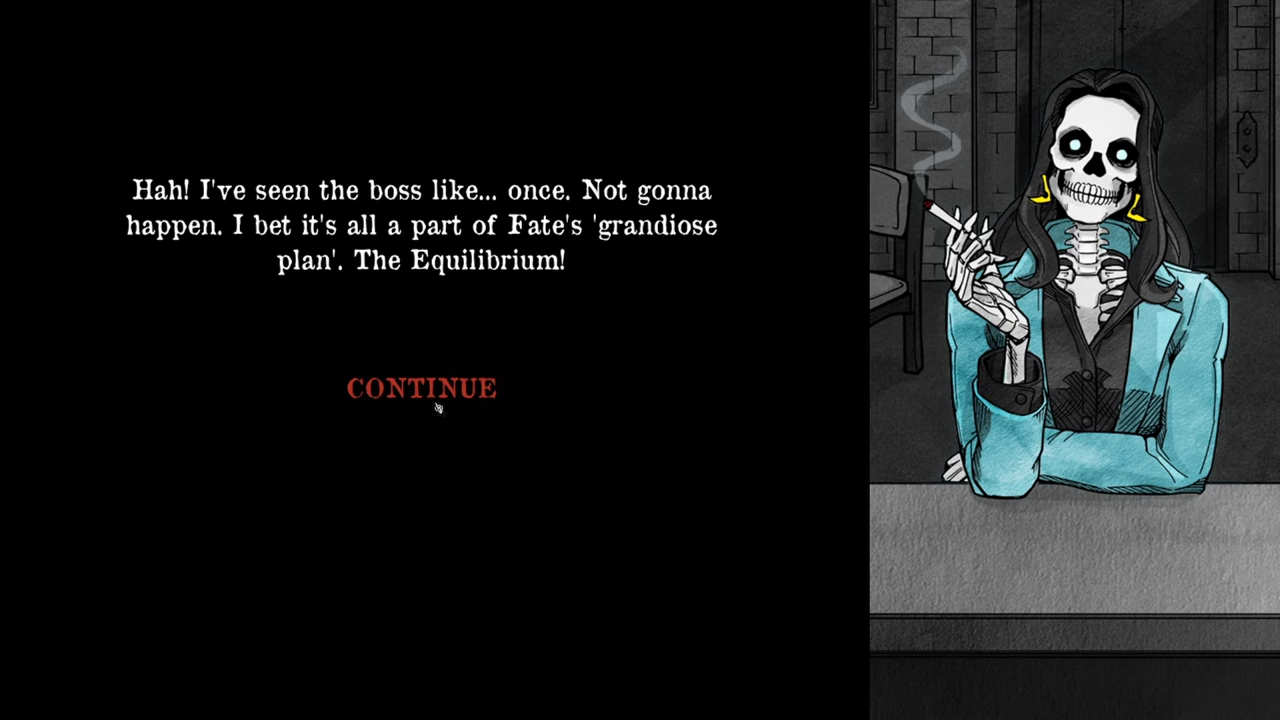 Hah! I've seen the boss like... once. Not gonna
happen. I bet it's all a part of Fate's 'grandiose
plan'. The Equilibrium!
CONTINUE